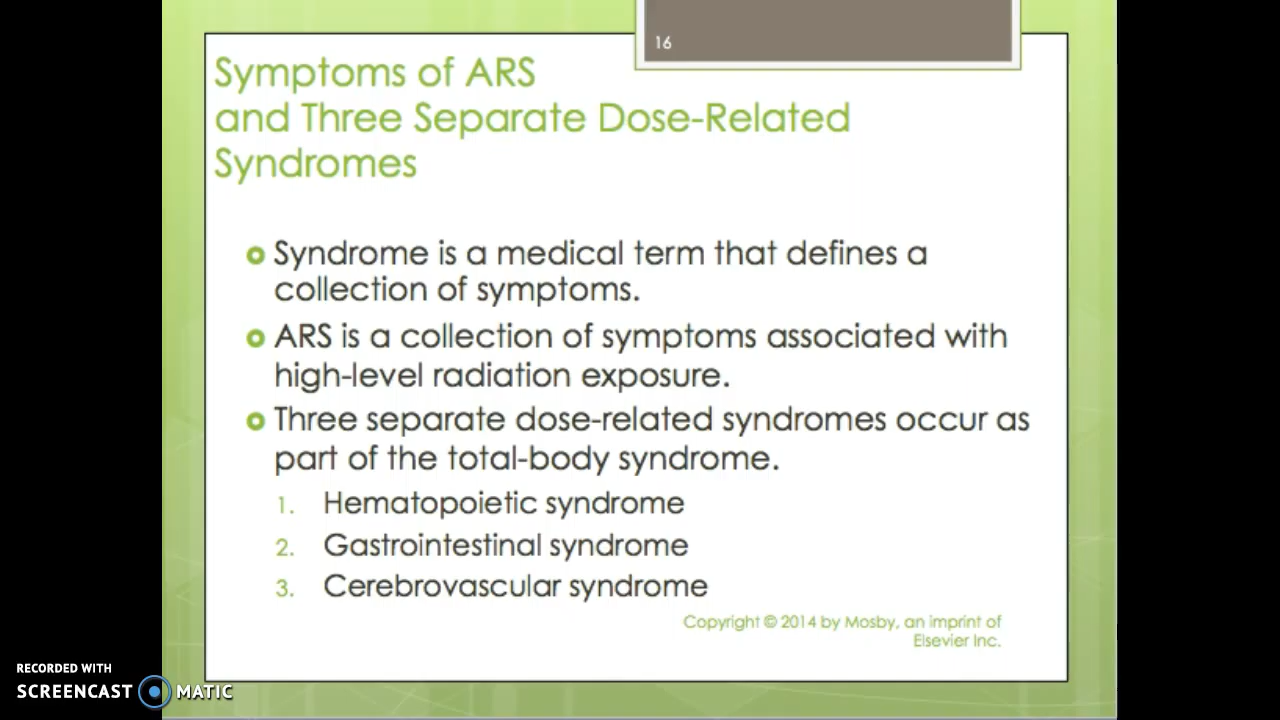 16
Symptoms of ARS
and Three Separate Dose-Related
Syndromes
Syndrome is a medical term that defines a
collection of symptoms.
ARS is a collection of symptoms associated with
high-level radiation exposure.
Three separate dose-related syndromes occur as
part of the total-body syndrome.
1. Hematopoietic syndrome
2. Gastrointestinal syndrome
3. Cerebrovascular syndrome
Copyright © 2014 by Mosby, an imprint of
Elsevier Inc.
RECORDED WITH
SCREENCAST MATIC